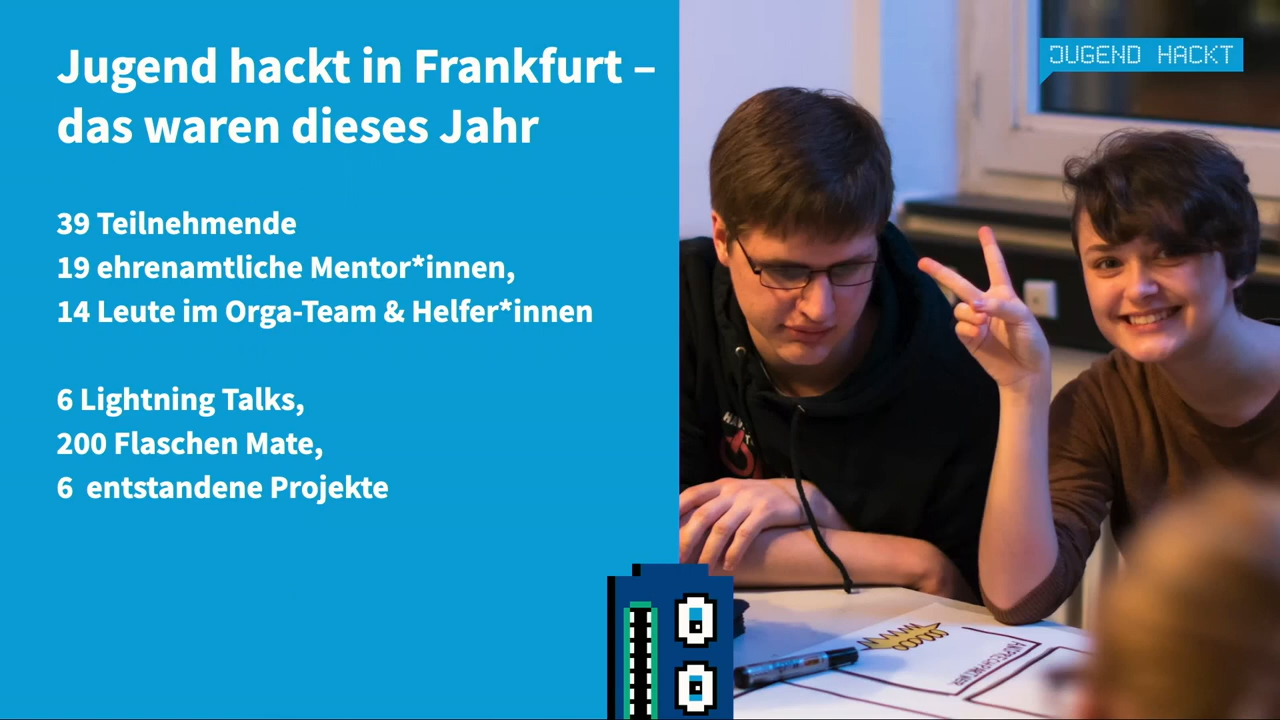 Jugend hackt in Frankfurt –
das waren dieses Jahr
39 Teilnehmende
19 ehrenamtliche Mentor*innen,
14 Leute im Orga-Team & Helfer*innen
6 Lightning Talks,
200 Flaschen Mate,
6  entstandene Projekte
JUGEND HACKT